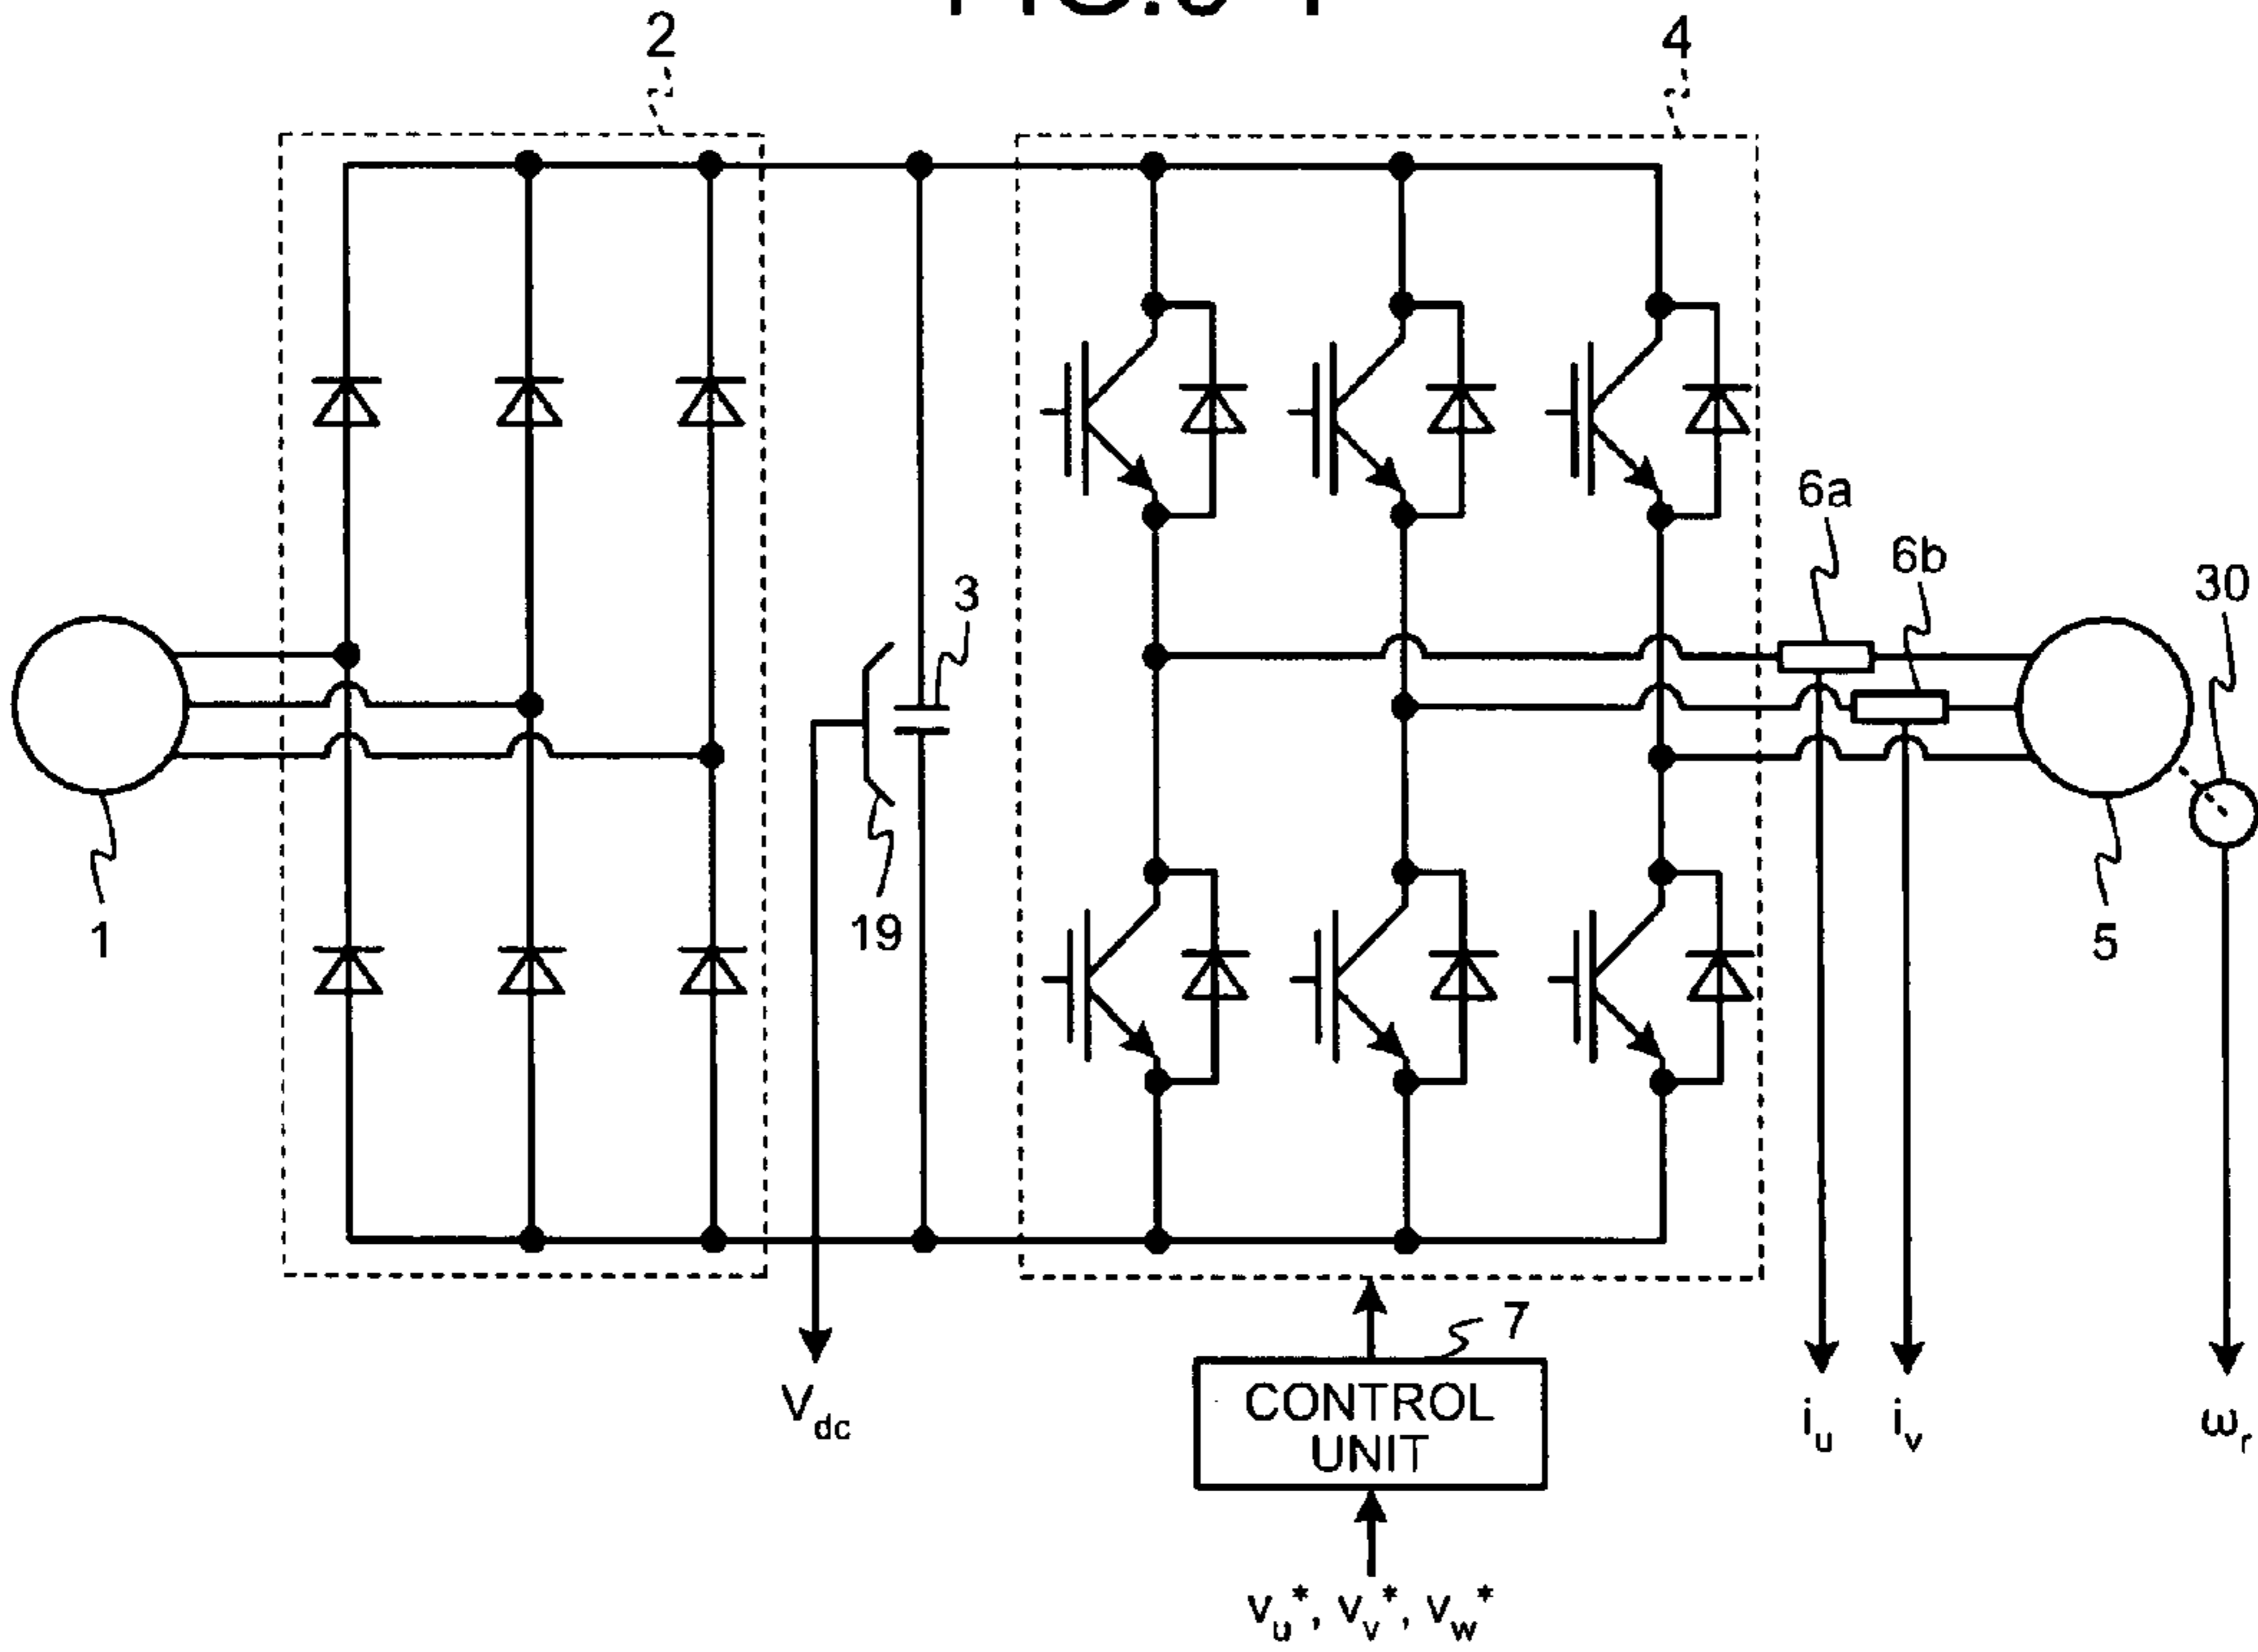 2
4
6a
6b
3
30
1
19
5
7
V_dc
CONTROL
UNIT
i_u
i_v
ω_r
v_u*, v_v*, v_w*